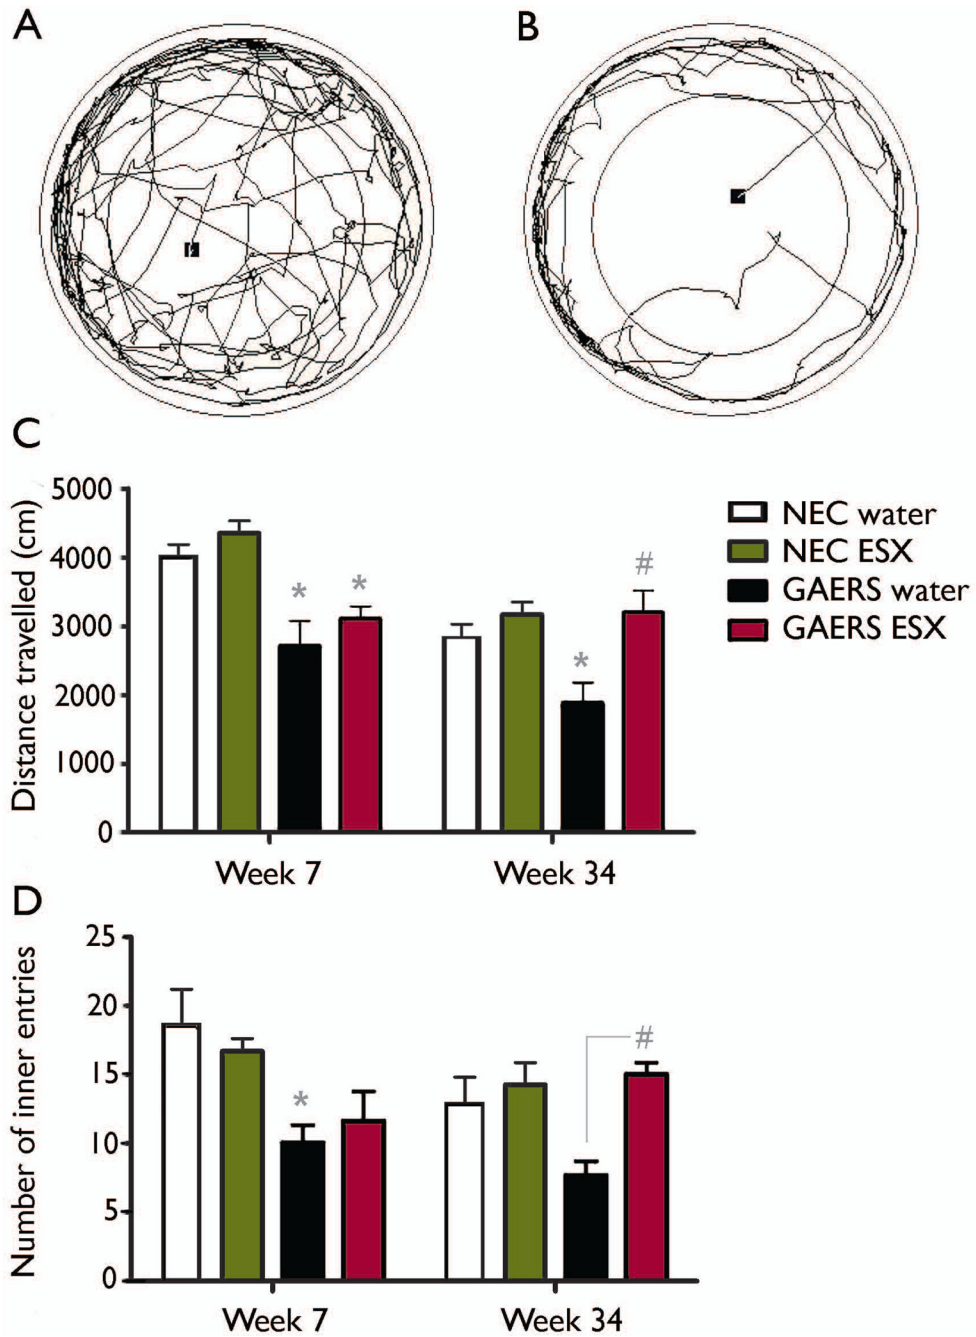 A
B
C
Distance travelled (cm)
5000
4000
3000
2000
1000
0
*
*
*
#
Week 7
Week 34
NEC water
NEC ESX
GAERS water
GAERS ESX
D
Number of inner entries
25
20
15
10
5
0
*
#
Week 7
Week 34